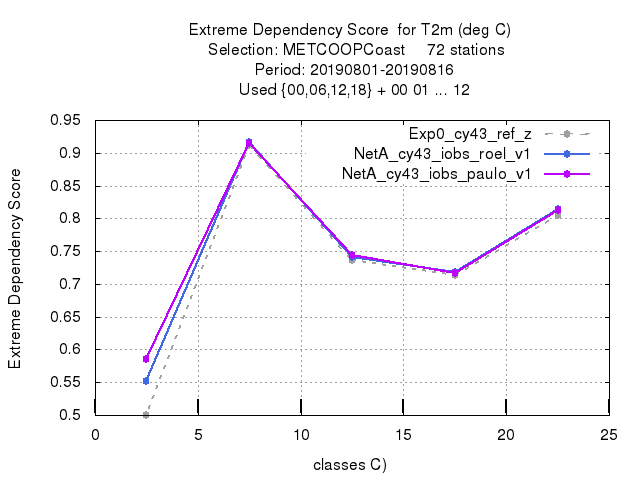 Extreme Dependency Score for T2m (deg C)
Selection: METCOOPCoast 72 stations
Period: 20190801-20190816
Used {00,06,12,18} + 00 01 ... 12
Extreme Dependency Score
0.95
0.9
0.85
0.8
0.75
0.7
0.65
0.6
0.55
0.5
Exp0_cy43_ref_z
NetA_cy43_iobs_roel_v1
NetA_cy43_iobs_paulo_v1
0 5 10 15 20 25
classes C)